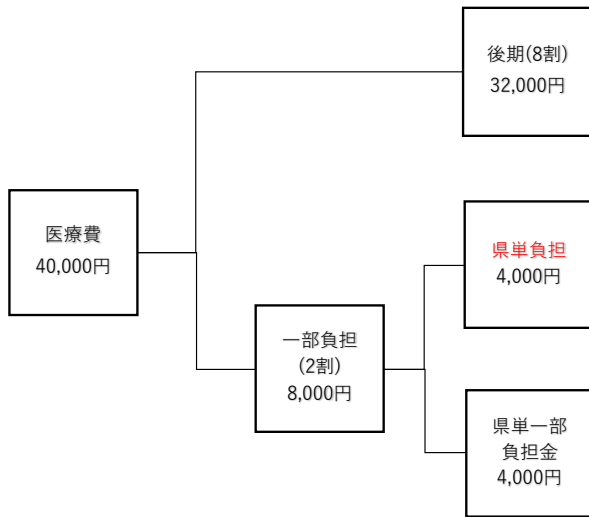 後期(8割)
32,000円
医療費
40,000円
県単負担
4,000円
一部負担
(2割)
8,000円
県単一部
負担金
4,000円